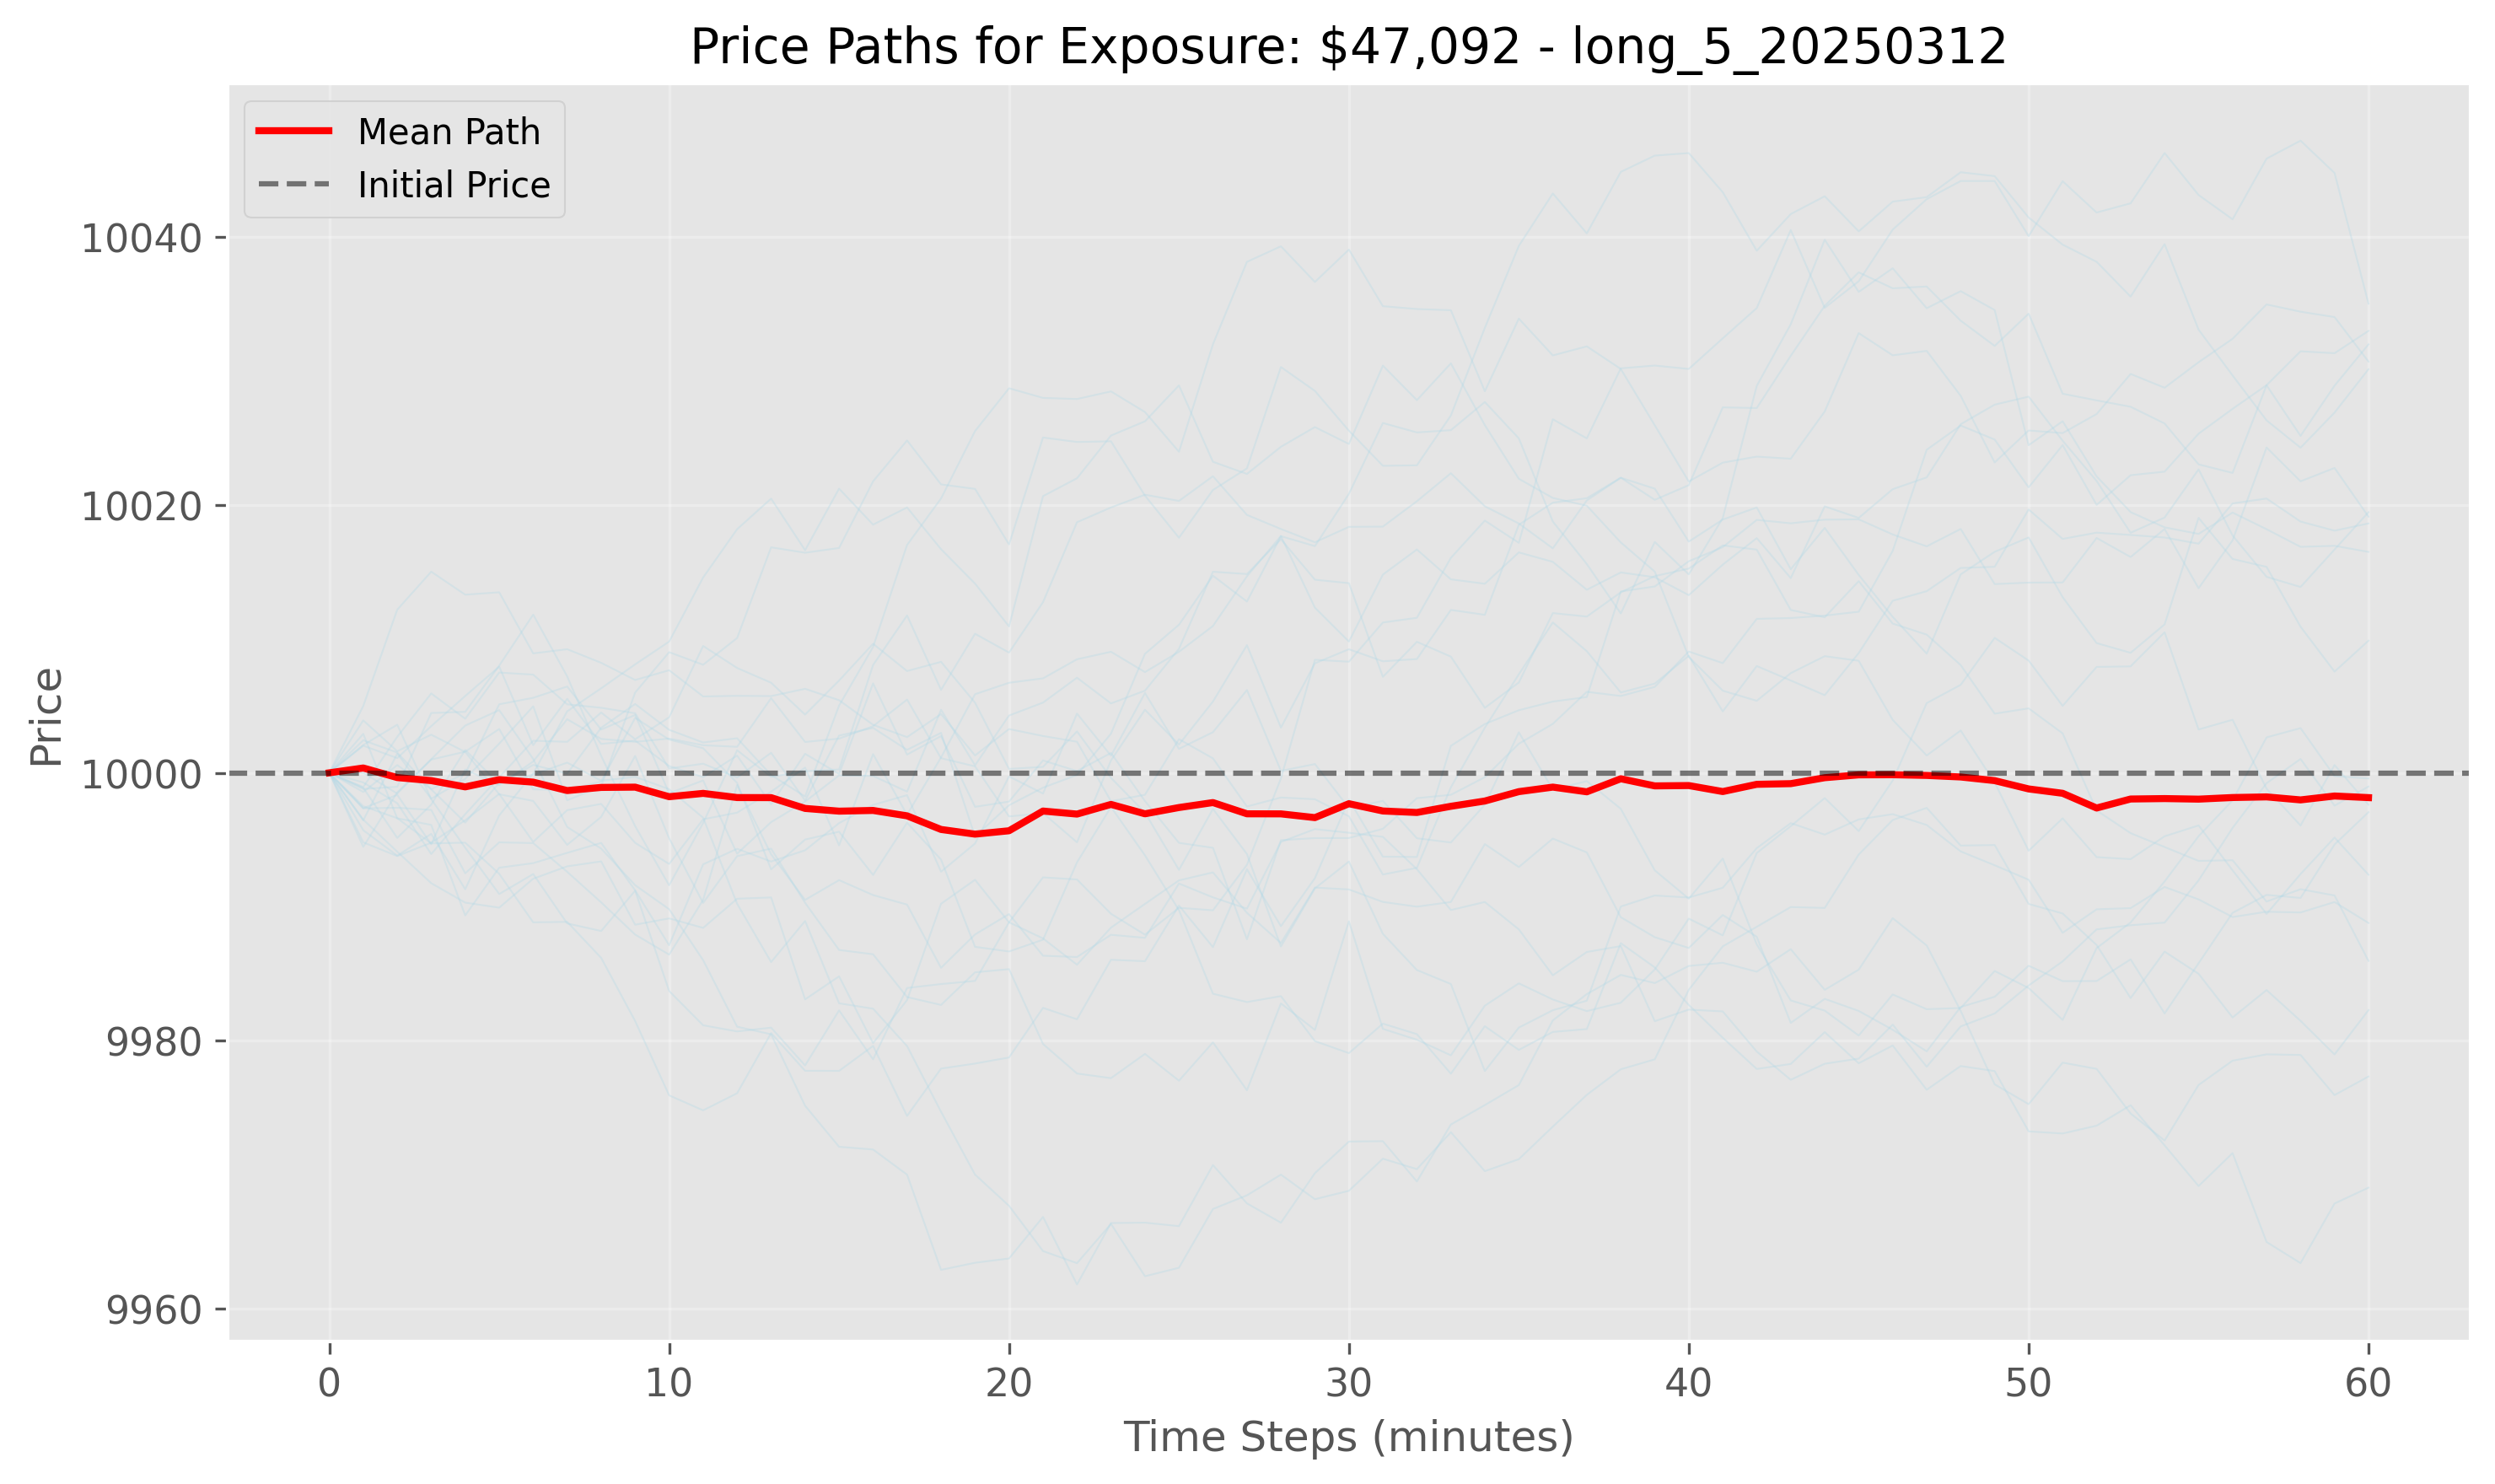 Price Paths for Exposure: $47,092 - long_5_20250312
Mean Path
Initial Price
Price
10040
10020
10000
9980
9960
0 10 20 30 40 50 60
Time Steps (minutes)